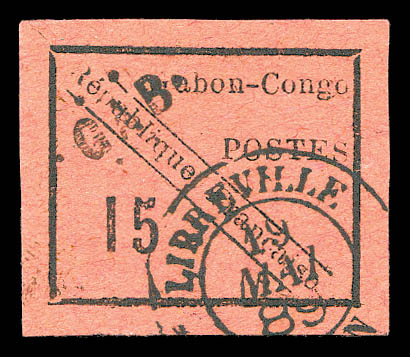 Gabon-Congo
République Française
B.
POSTES
15
LIBREVILLE
MAI